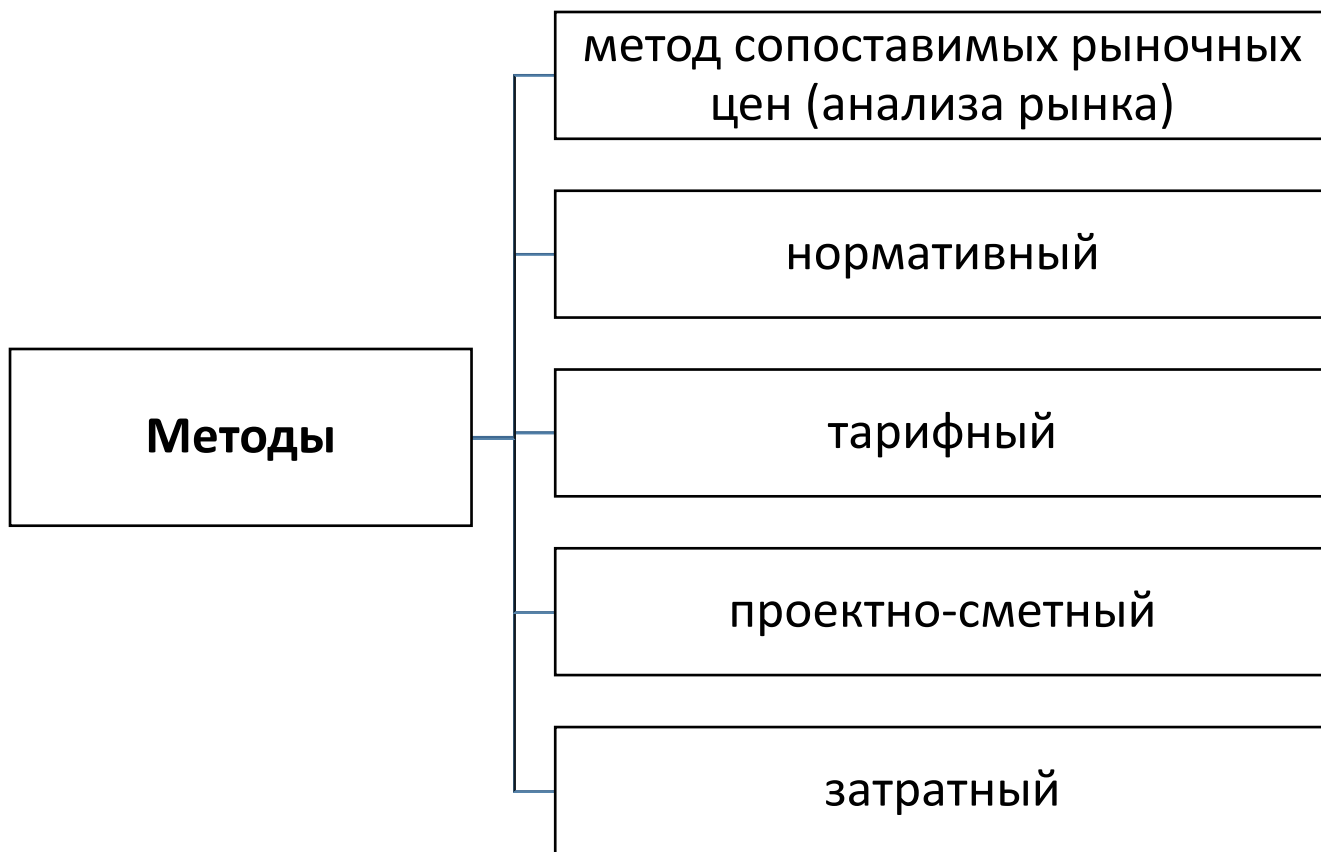 метод сопоставимых рыночных
цен (анализа рынка)
нормативный
Методы
тарифный
проектно-сметный
затратный